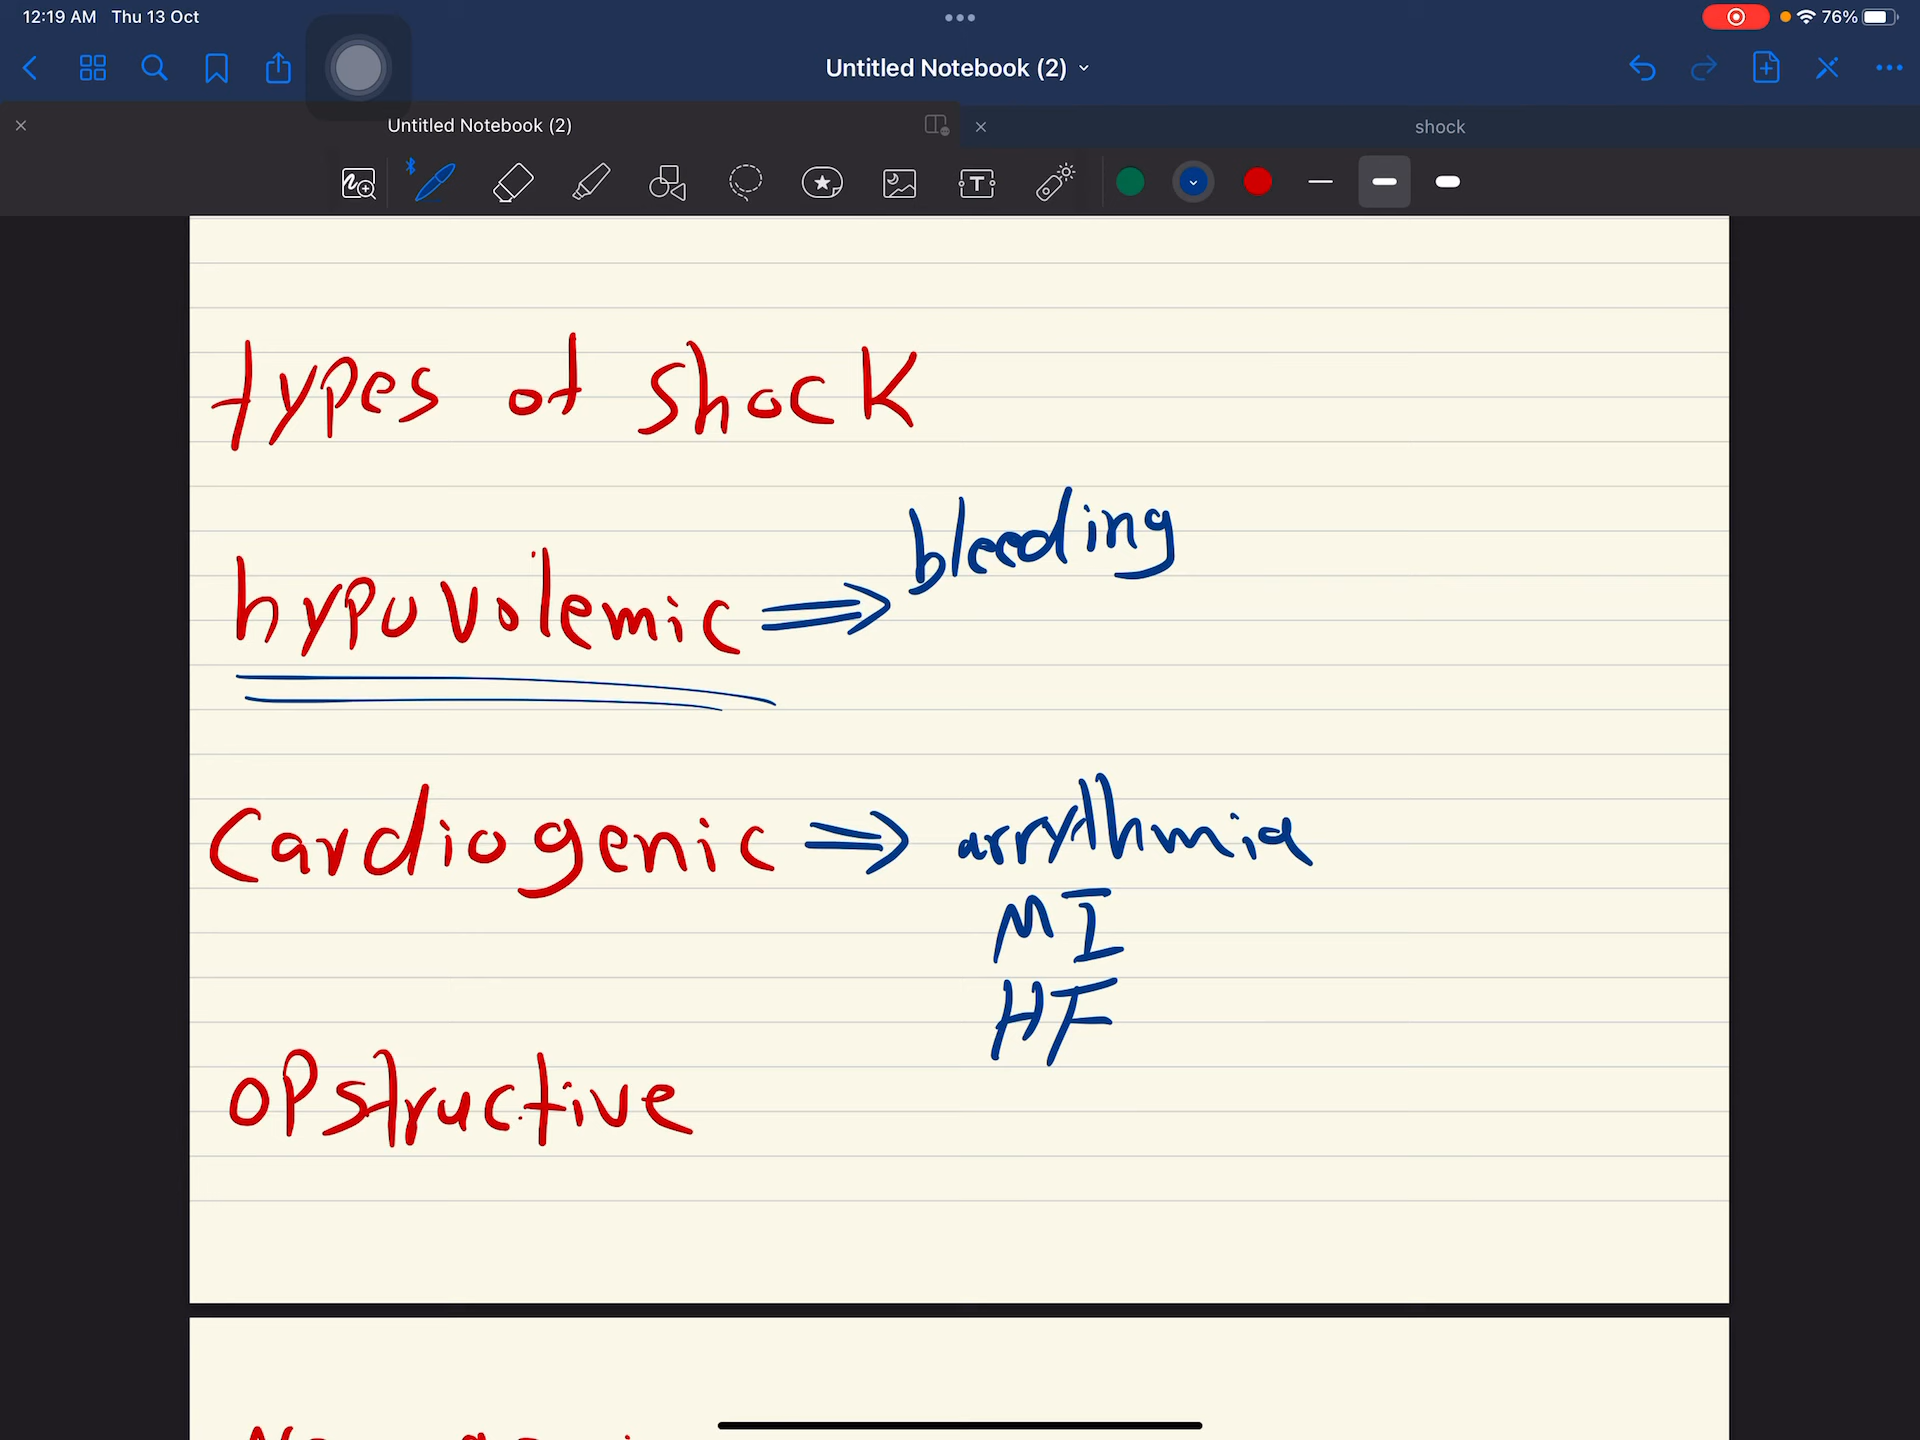 12:19 AM Thu 13 Oct
76%
Untitled Notebook (2)
Untitled Notebook (2)
shock
types of shock
bleeding
hypovolemic ⇒
cardiogenic ⇒ arrythmia
MI
HF
opstructive